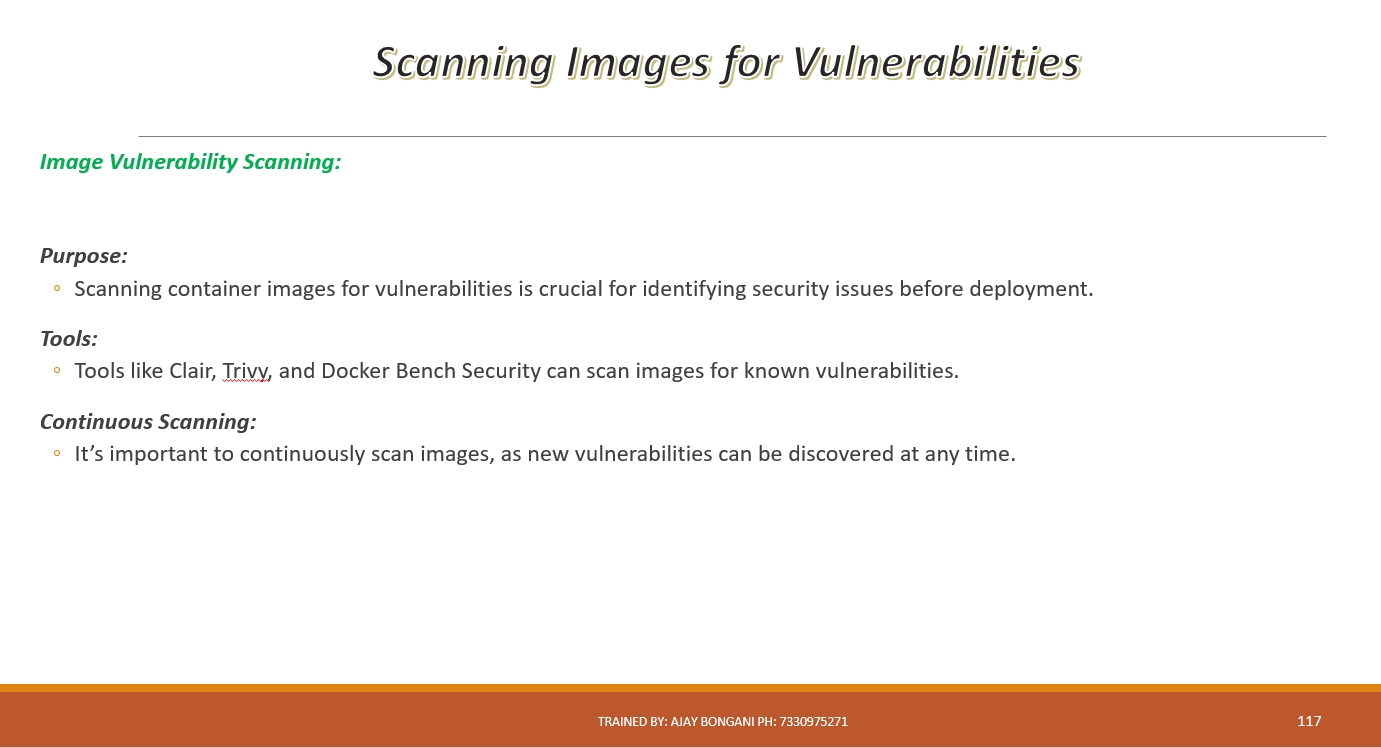 Scanning Images for Vulnerabilities
Image Vulnerability Scanning:
Purpose:
◦ Scanning container images for vulnerabilities is crucial for identifying security issues before deployment.
Tools:
◦ Tools like Clair, Trivy, and Docker Bench Security can scan images for known vulnerabilities.
Continuous Scanning:
◦ It’s important to continuously scan images, as new vulnerabilities can be discovered at any time.
TRAINED BY: AJAY BONGANI PH: 7330975271
117